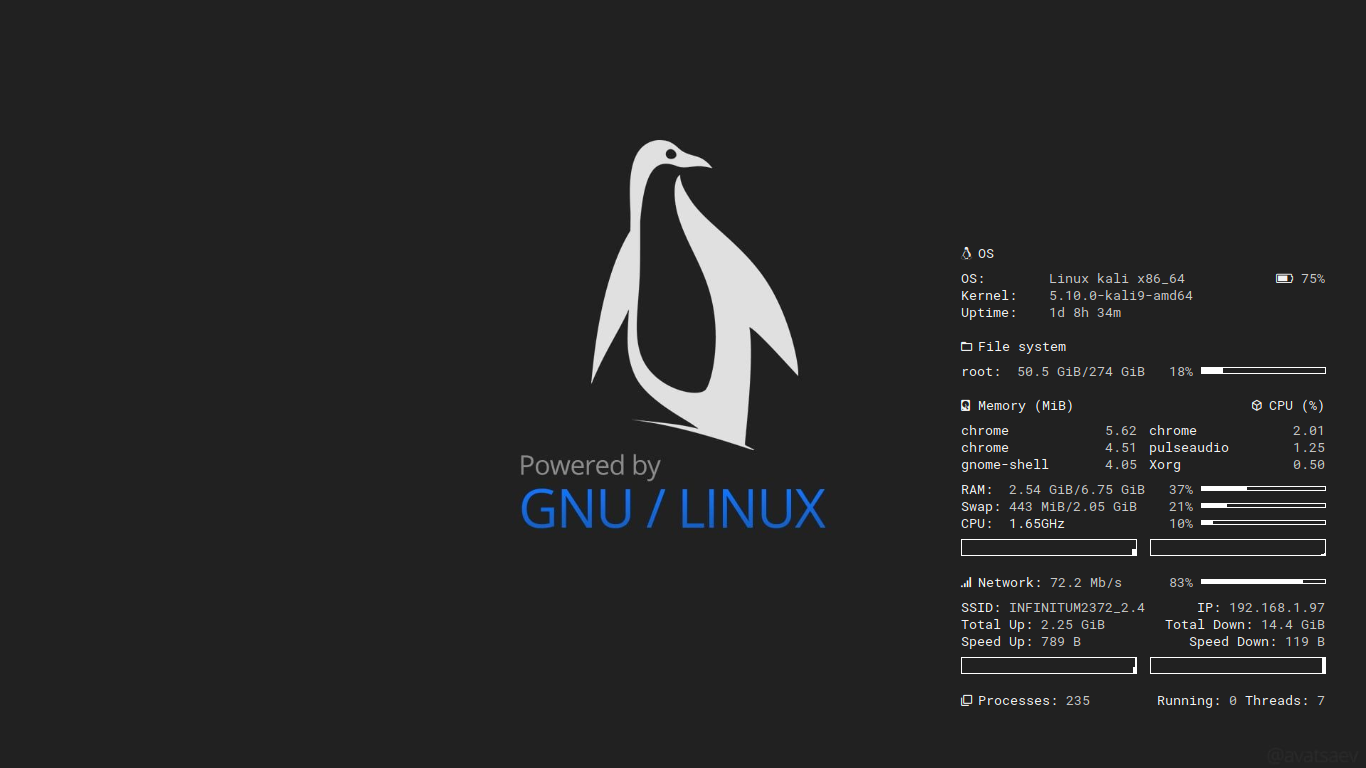 OS
OS: Linux kali x86_64 75%
Kernel: 5.10.0-kali9-amd64
Uptime: 1d 8h 34m
File system
root: 50.5 GiB/274 GiB 18%
Memory (MiB) CPU (%)
chrome 5.62 chrome 2.01
chrome 4.51 pulseaudio 1.25
gnome-shell 4.05 Xorg 0.50
Powered by
GNU / LINUX
RAM: 2.54 GiB/6.75 GiB 37%
Swap: 443 MiB/2.05 GiB 21%
CPU: 1.65GHz 10%
Network: 72.2 Mb/s 83%
SSID: INFINITUM2372_2.4 IP: 192.168.1.97
Total Up: 2.25 GiB Total Down: 14.4 GiB
Speed Up: 789 B Speed Down: 119 B
Processes: 235 Running: 0 Threads: 7
@avatsaev